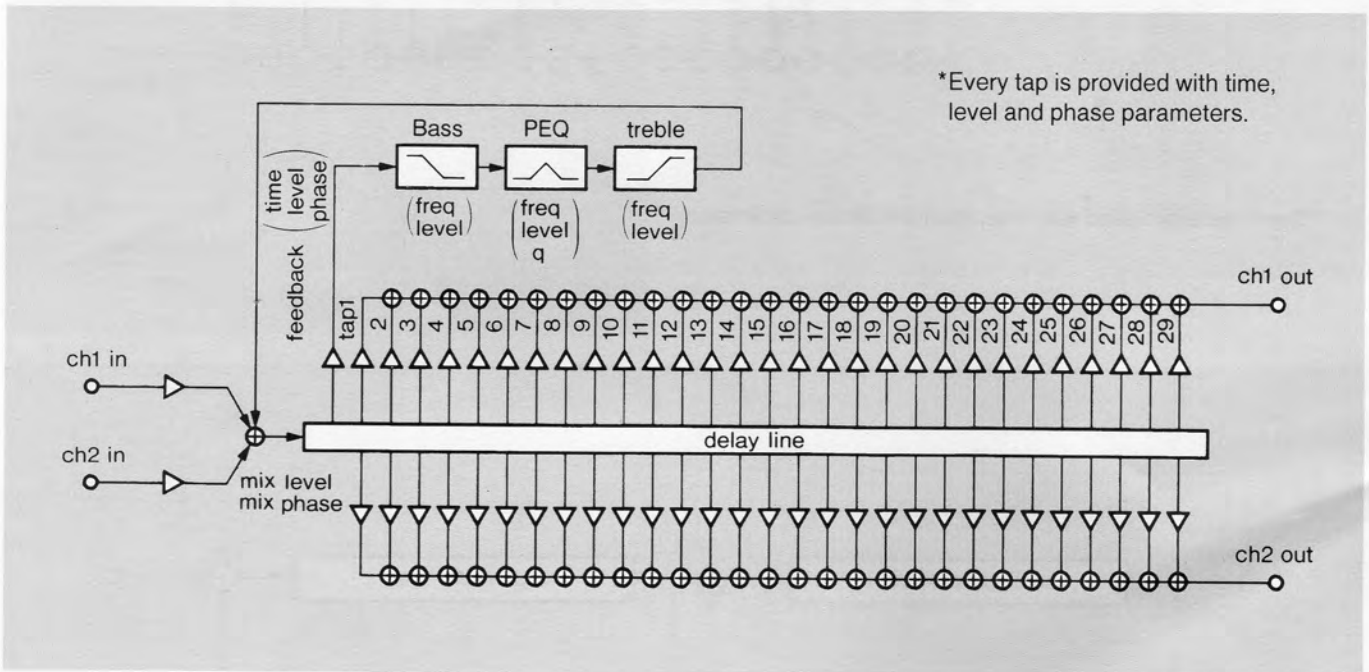 *Every tap is provided with time,
level and phase parameters.
Bass
PEQ
treble
(time
level
phase)
feedback
(freq
level)
(freq
level
q)
(freq
level)
ch1 out
tap1
2
3
4
5
6
7
8
9
10
11
12
13
14
15
16
17
18
19
20
21
22
23
24
25
26
27
28
29
ch1 in
delay line
ch2 in
mix level
mix phase
ch2 out